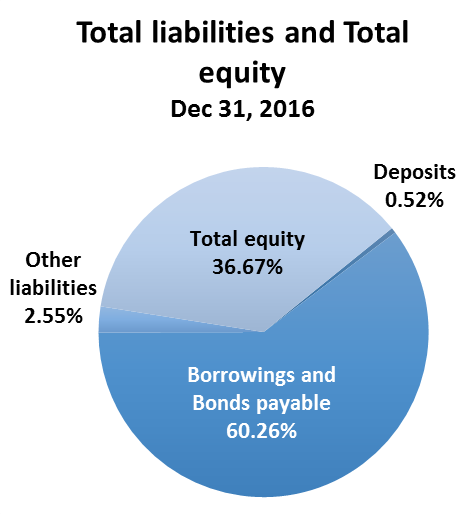 Total liabilities and Total
equity
Dec 31, 2016
Deposits
0.52%
Total equity
36.67%
Other
liabilities
2.55%
Borrowings and
Bonds payable
60.26%